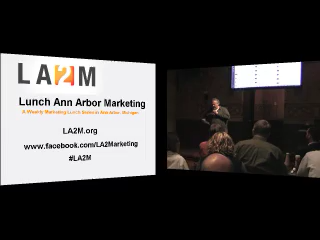 LA2M
Lunch Ann Arbor Marketing
A Weekly Marketing Lunch Series in Ann Arbor, Michigan
LA2M.org
www.facebook.com/LA2Marketing
#LA2M